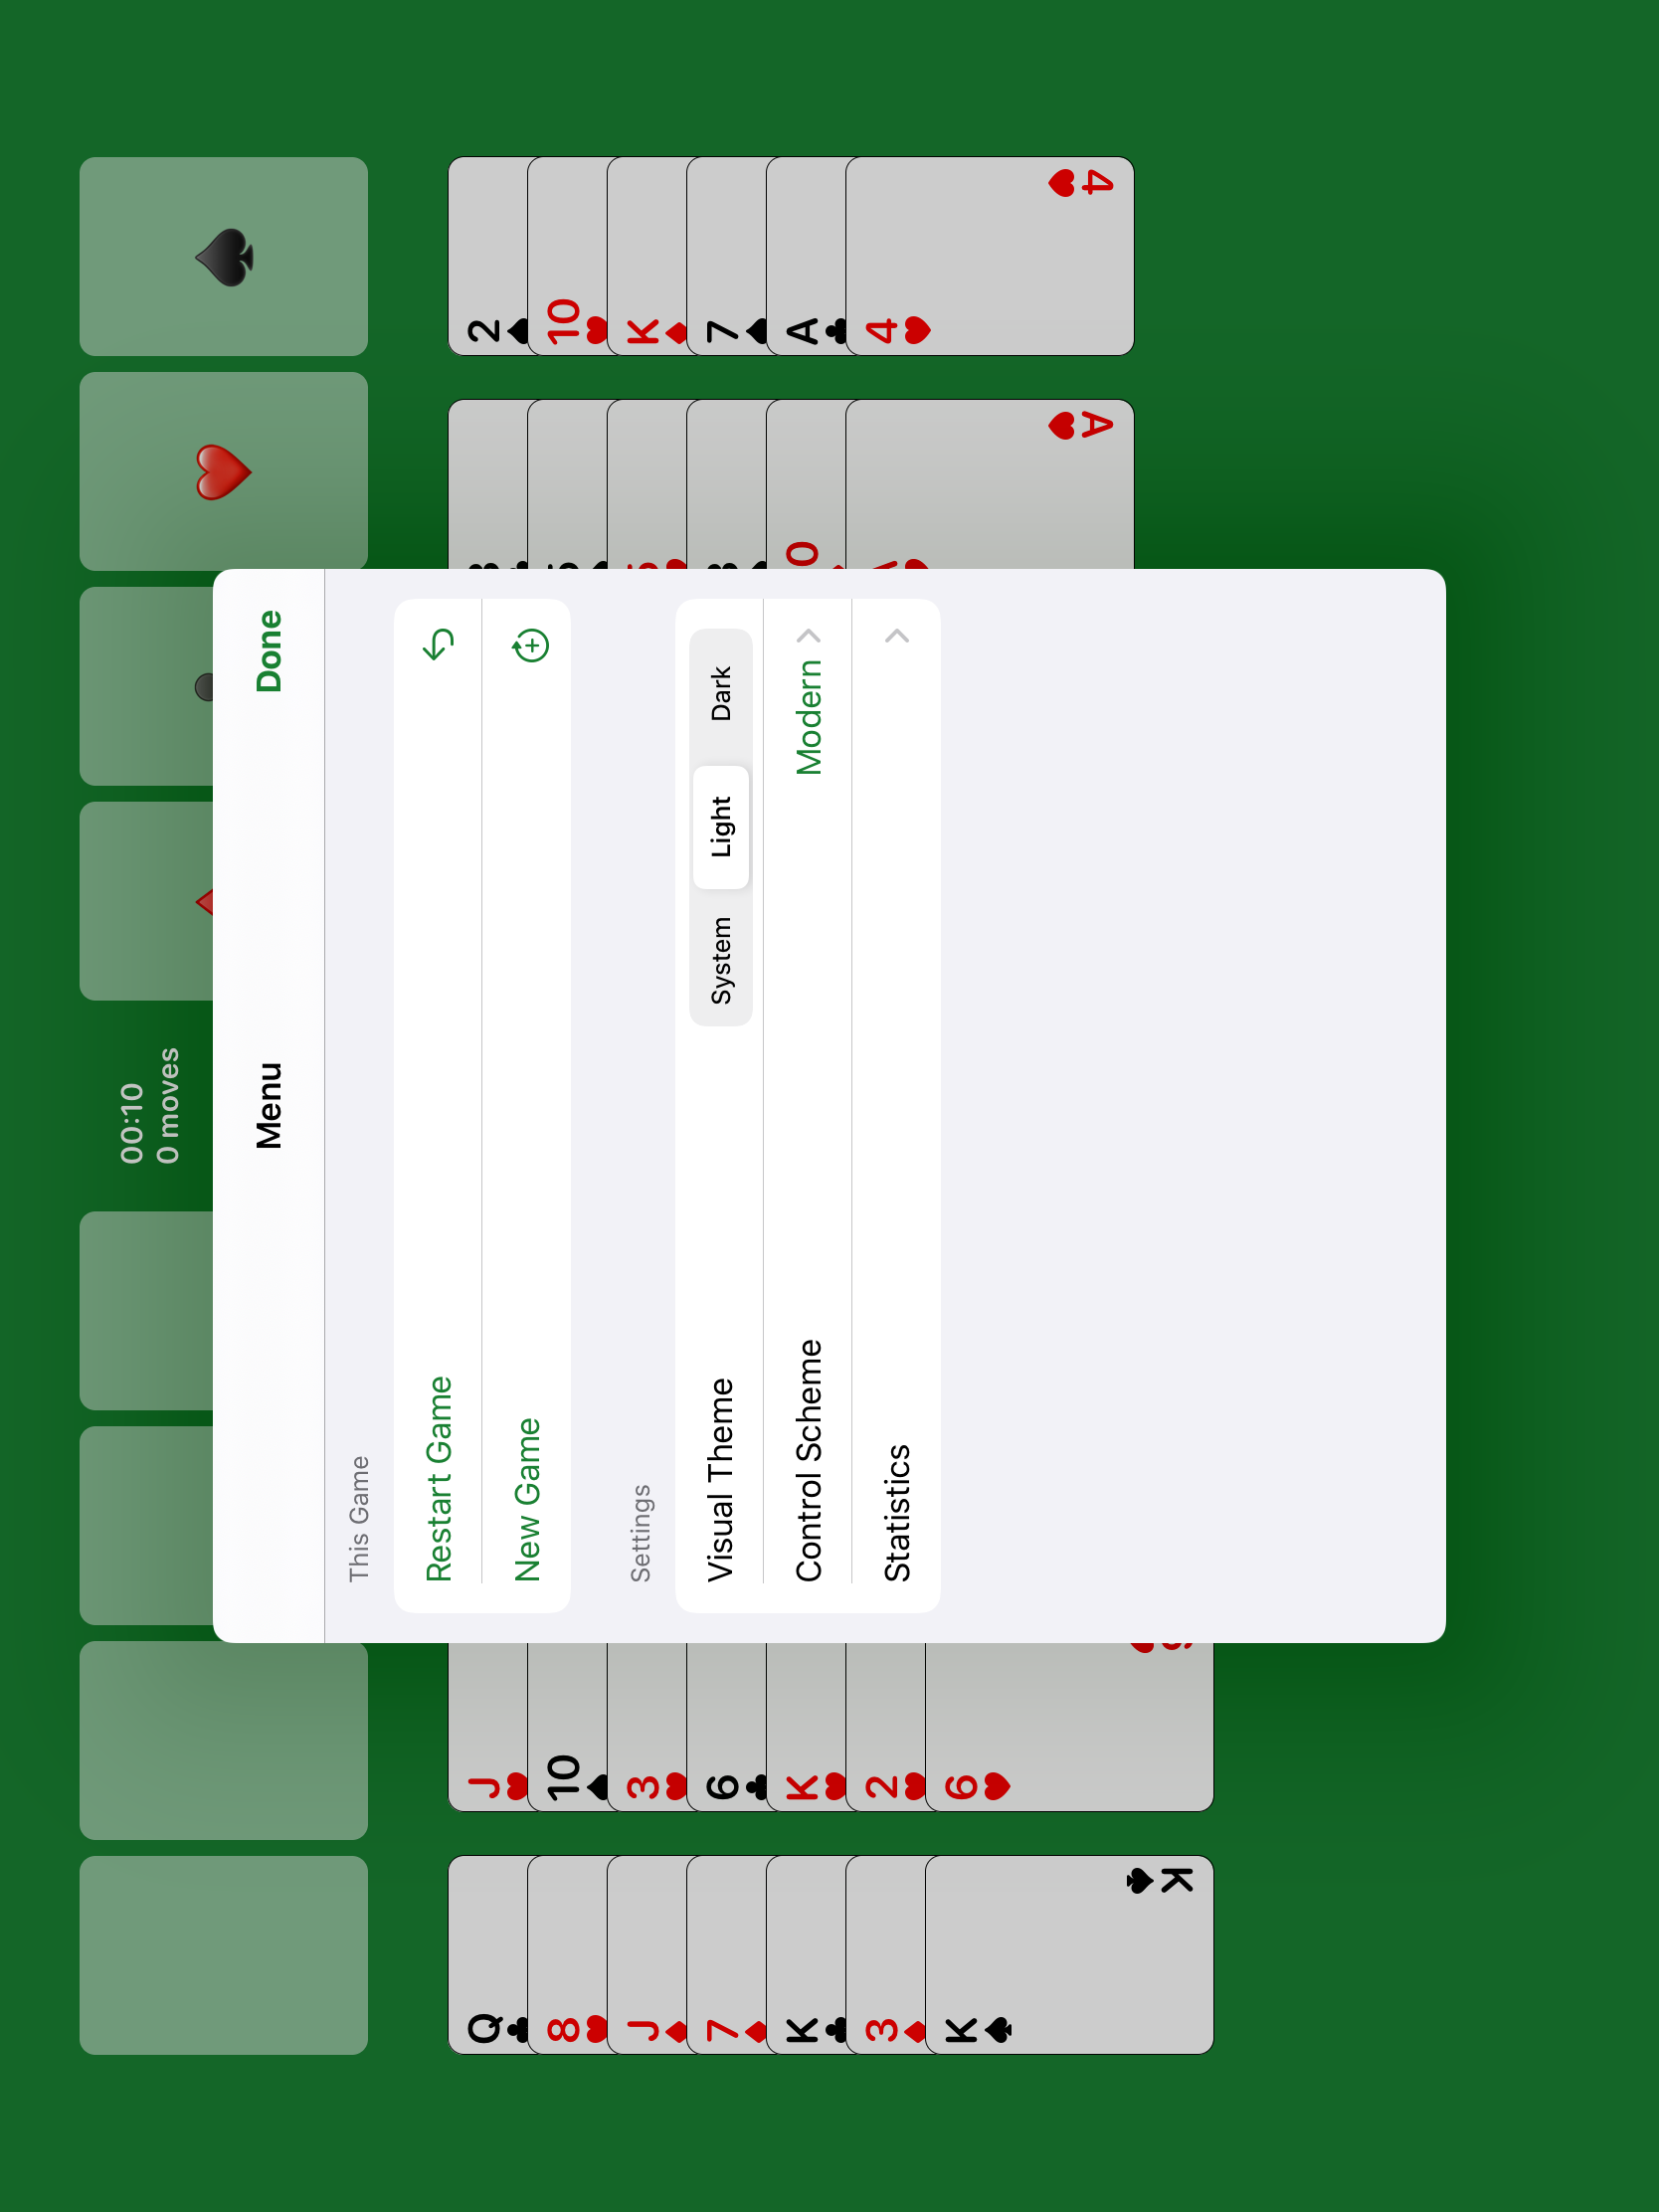 00:10
0 moves
Menu
Done
This Game
Restart Game
New Game
Settings
Visual Theme
System
Light
Dark
Control Scheme
Modern
Statistics
Q
8
J
7
K
3
K
K
J
10
3
6
K
2
6
A
2
10
K
7
A
4
4